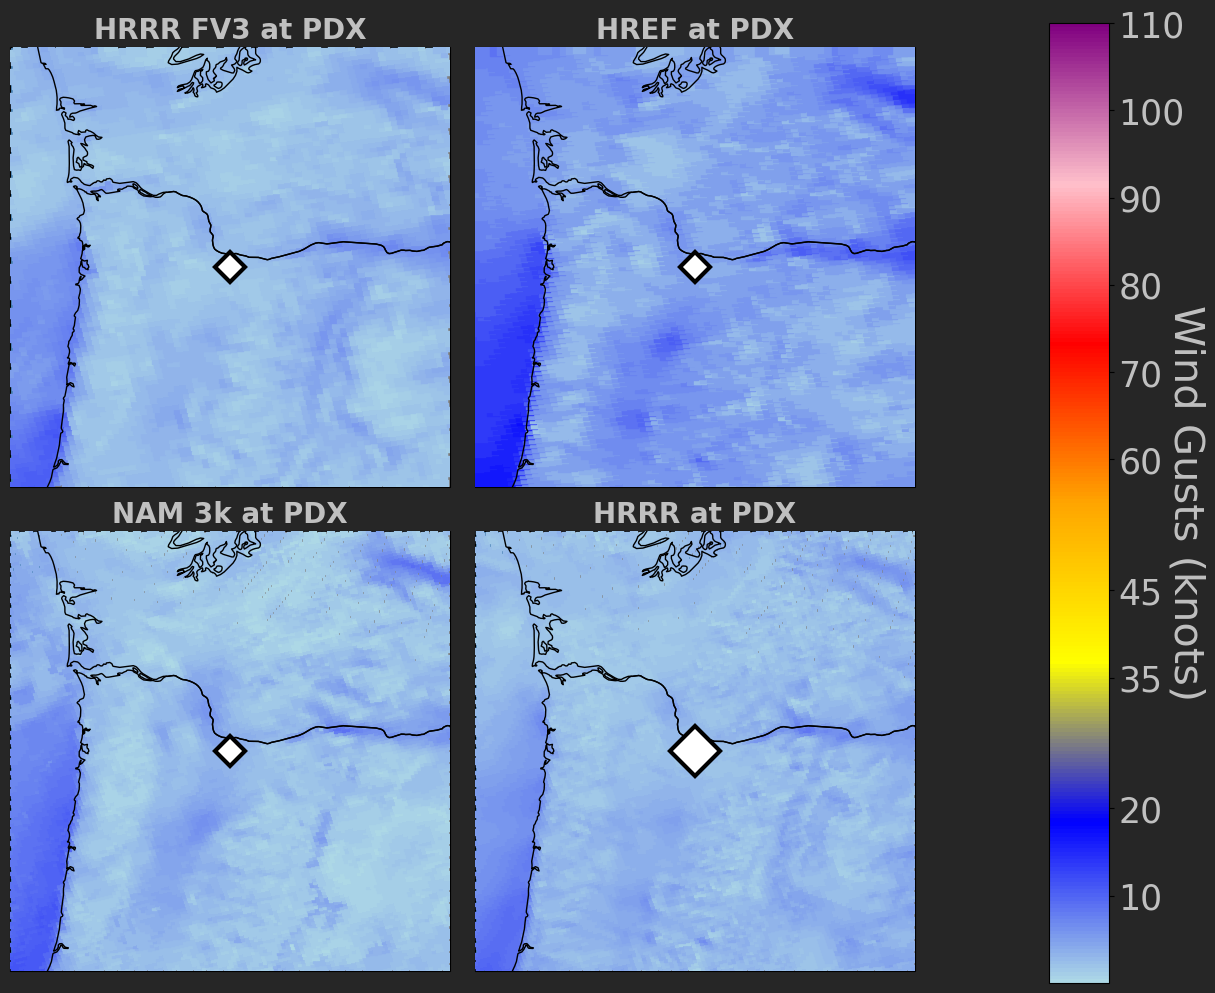 HRRR FV3 at PDX
HREF at PDX
NAM 3k at PDX
HRRR at PDX
110
100
90
80
70
60
45
35
20
10
Wind Gusts (knots)